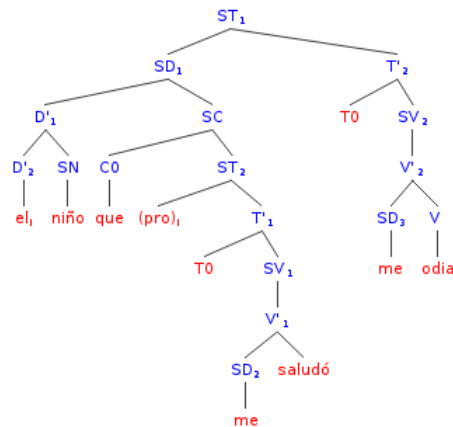 ST₁
SD₁ T'₂
D'₁ SC T0 SV₂
D'₂ SN C0 ST₂ V'₂
elᵢ niño que (pro)ᵢ T'₁ SD₃ V
T0 SV₁ me odia
V'₁
SD₂ saludó
me